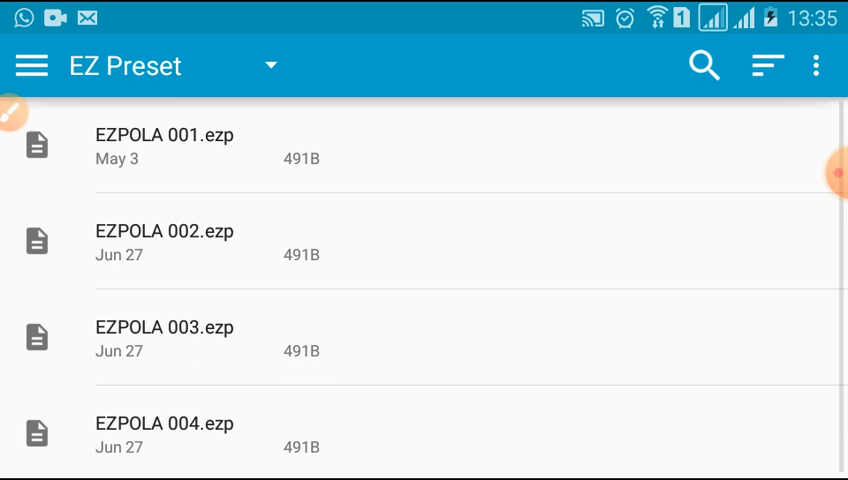 1 13:35
EZ Preset
EZPOLA 001.ezp
May 3 491B
EZPOLA 002.ezp
Jun 27 491B
EZPOLA 003.ezp
Jun 27 491B
EZPOLA 004.ezp
Jun 27 491B